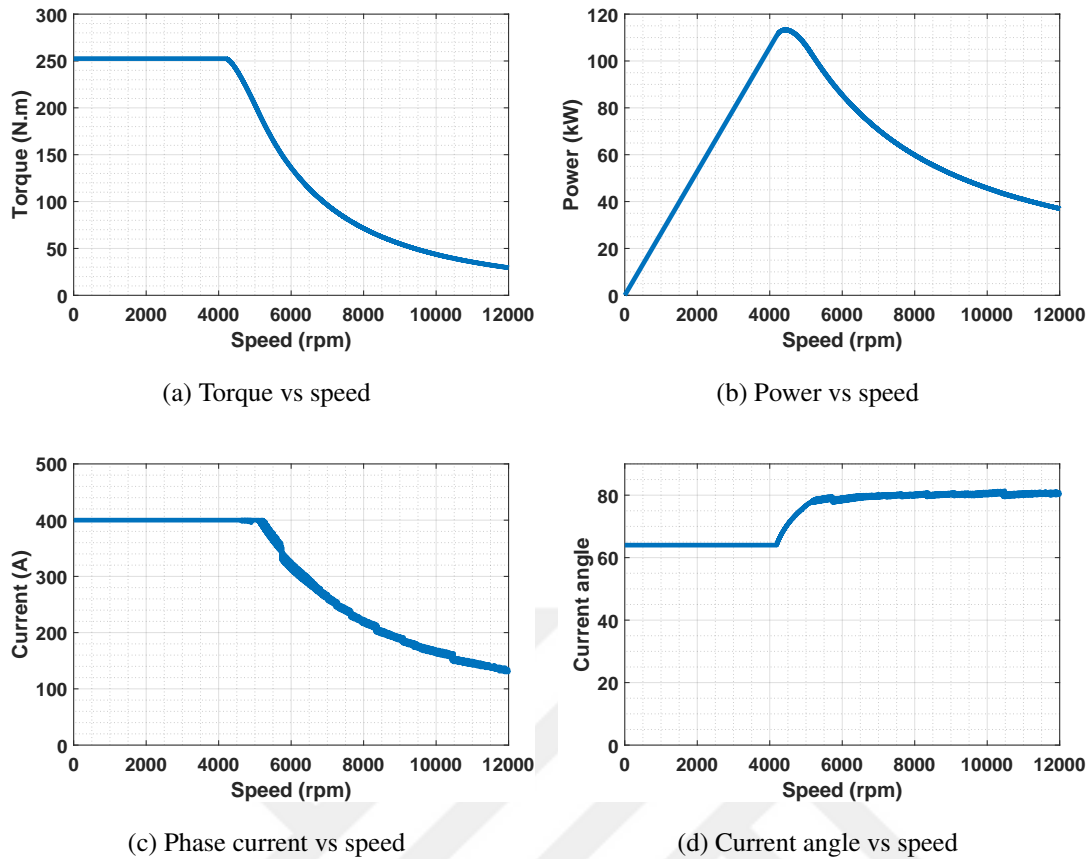 300
250
200
150
100
50
0
Torque (N.m)
0 2000 4000 6000 8000 10000 12000
Speed (rpm)
(a) Torque vs speed
120
100
80
60
40
20
0
Power (kW)
0 2000 4000 6000 8000 10000 12000
Speed (rpm)
(b) Power vs speed
500
400
300
200
100
0
Current (A)
0 2000 4000 6000 8000 10000 12000
Speed (rpm)
(c) Phase current vs speed
80
60
40
20
0
Current angle
0 2000 4000 6000 8000 10000 12000
Speed (rpm)
(d) Current angle vs speed